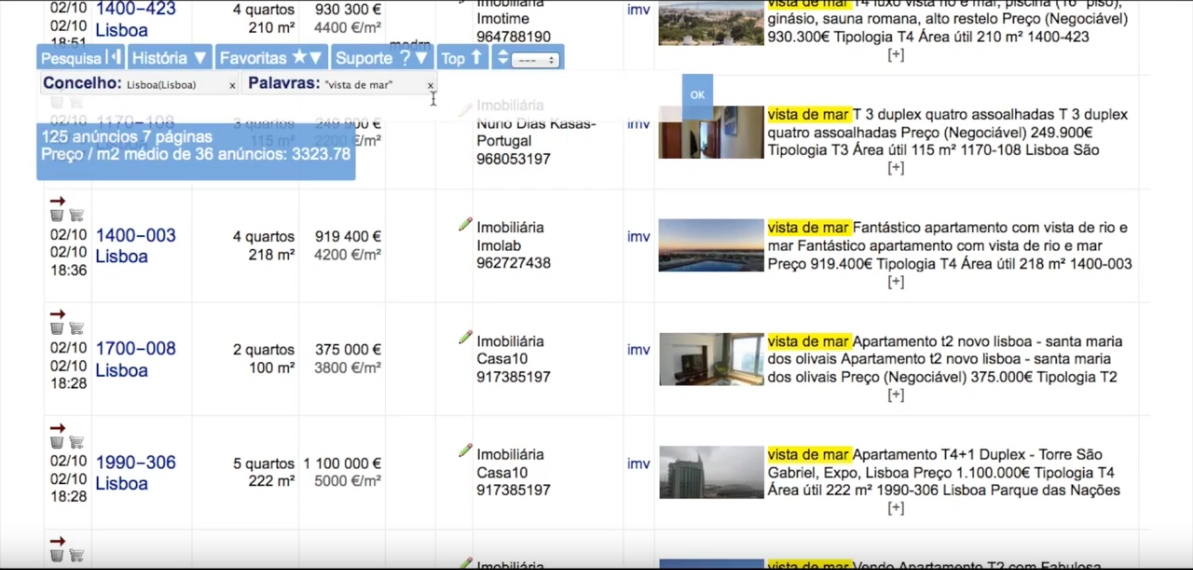 02/10
02/10
18:51
1400-423
Lisboa
4 quartos
210 m²
930 300 €
4400 €/m²
Imobiliária
Imotime
964788190
imv
vista de mar T4 luxo vista rio e mar, piscina (16º piso),
ginásio, sauna romana, alto restelo Preço (Negociável)
930.300€ Tipologia T4 Área útil 210 m² 1400-423
[+]
Pesquisa
História ▼
Favoritas ★▼
Suporte ?▼
Top
---
Concelho: Lisboa(Lisboa) x
Palavras: "vista de mar" x
OK
125 anúncios 7 páginas
Preço / m2 médio de 36 anúncios: 3323.78
1170-108
3 quartos
115 m²
249 900 €
2200 €/m²
Imobiliária
Nuno Dias Kasas-
Portugal
968053197
imv
vista de mar T 3 duplex quatro assoalhadas T 3 duplex
quatro assoalhadas Preço (Negociável) 249.900€
Tipologia T3 Área útil 115 m² 1170-108 Lisboa São
[+]
02/10
02/10
18:36
1400-003
Lisboa
4 quartos
218 m²
919 400 €
4200 €/m²
Imobiliária
Imolab
962727438
imv
vista de mar Fantástico apartamento com vista de rio e
mar Fantástico apartamento com vista de rio e mar
Preço 919.400€ Tipologia T4 Área útil 218 m² 1400-003
[+]
02/10
02/10
18:28
1700-008
Lisboa
2 quartos
100 m²
375 000 €
3800 €/m²
Imobiliária
Casa10
917385197
imv
vista de mar Apartamento t2 novo lisboa - santa maria
dos olivais Apartamento t2 novo lisboa - santa maria
dos olivais Preço (Negociável) 375.000€ Tipologia T2
[+]
02/10
02/10
18:28
1990-306
Lisboa
5 quartos
222 m²
1 100 000 €
5000 €/m²
Imobiliária
Casa10
917385197
imv
vista de mar Apartamento T4+1 Duplex - Torre São
Gabriel, Expo, Lisboa Preço 1.100.000€ Tipologia T4
Área útil 222 m² 1990-306 Lisboa Parque das Nações
[+]
Imobiliária
vista de mar Vendo Apartamento T2 com Fabulosa